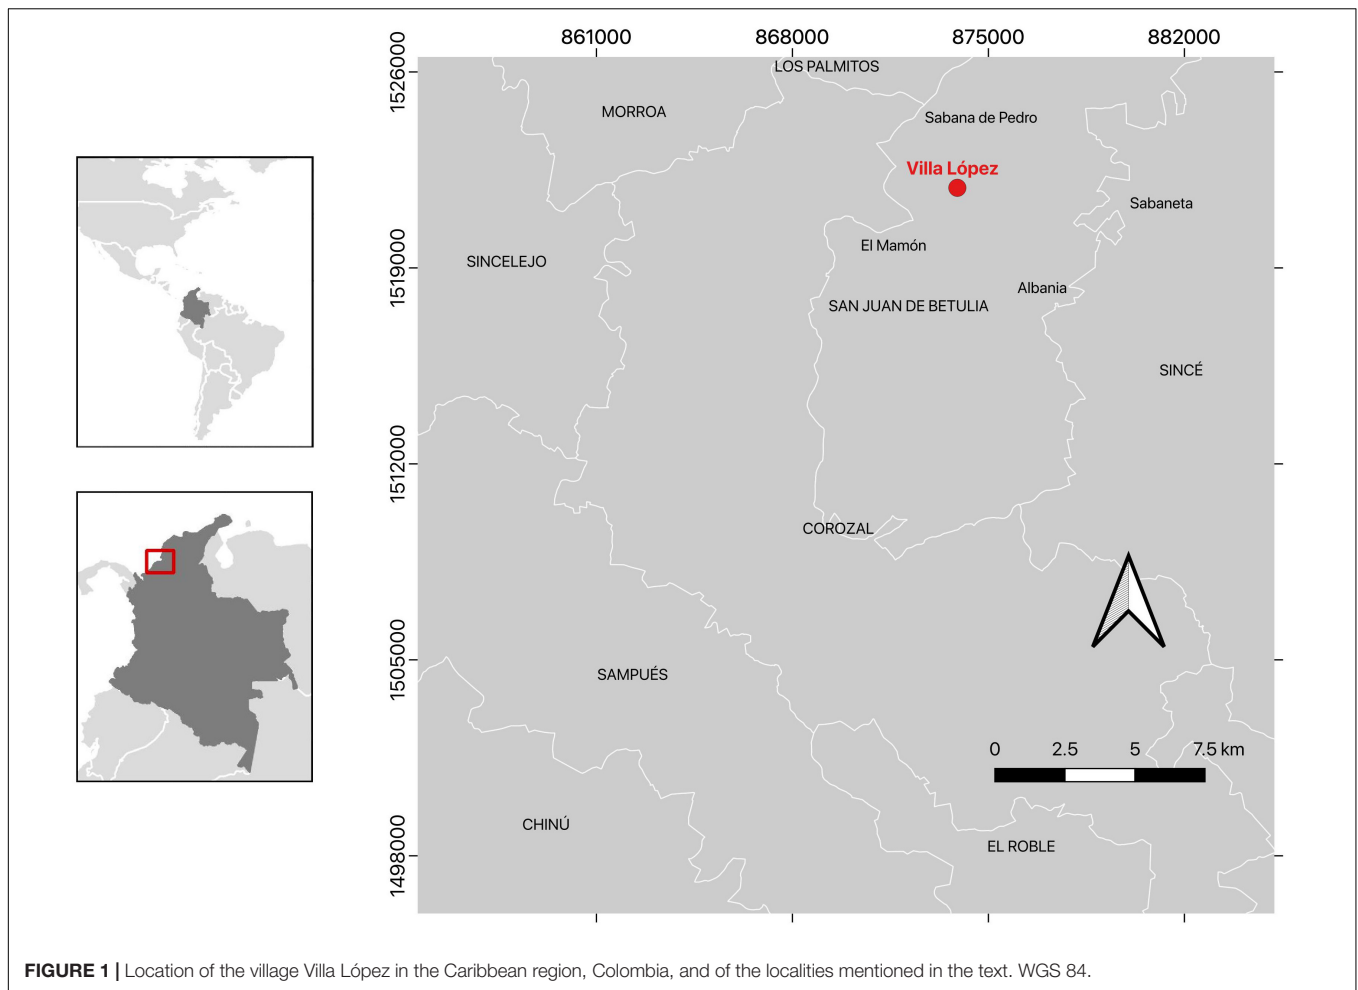 861000 868000 875000 882000
1526000
LOS PALMITOS
MORROA
Sabana de Pedro
Villa López
Sabaneta
El Mamón
SINCELEJO
1519000
Albania
SAN JUAN DE BETULIA
SINCÉ
1512000
COROZAL
1505000
SAMPUÉS
0 2.5 5 7.5 km
CHINÚ
EL ROBLE
1498000
FIGURE 1 | Location of the village Villa López in the Caribbean region, Colombia, and of the localities mentioned in the text. WGS 84.